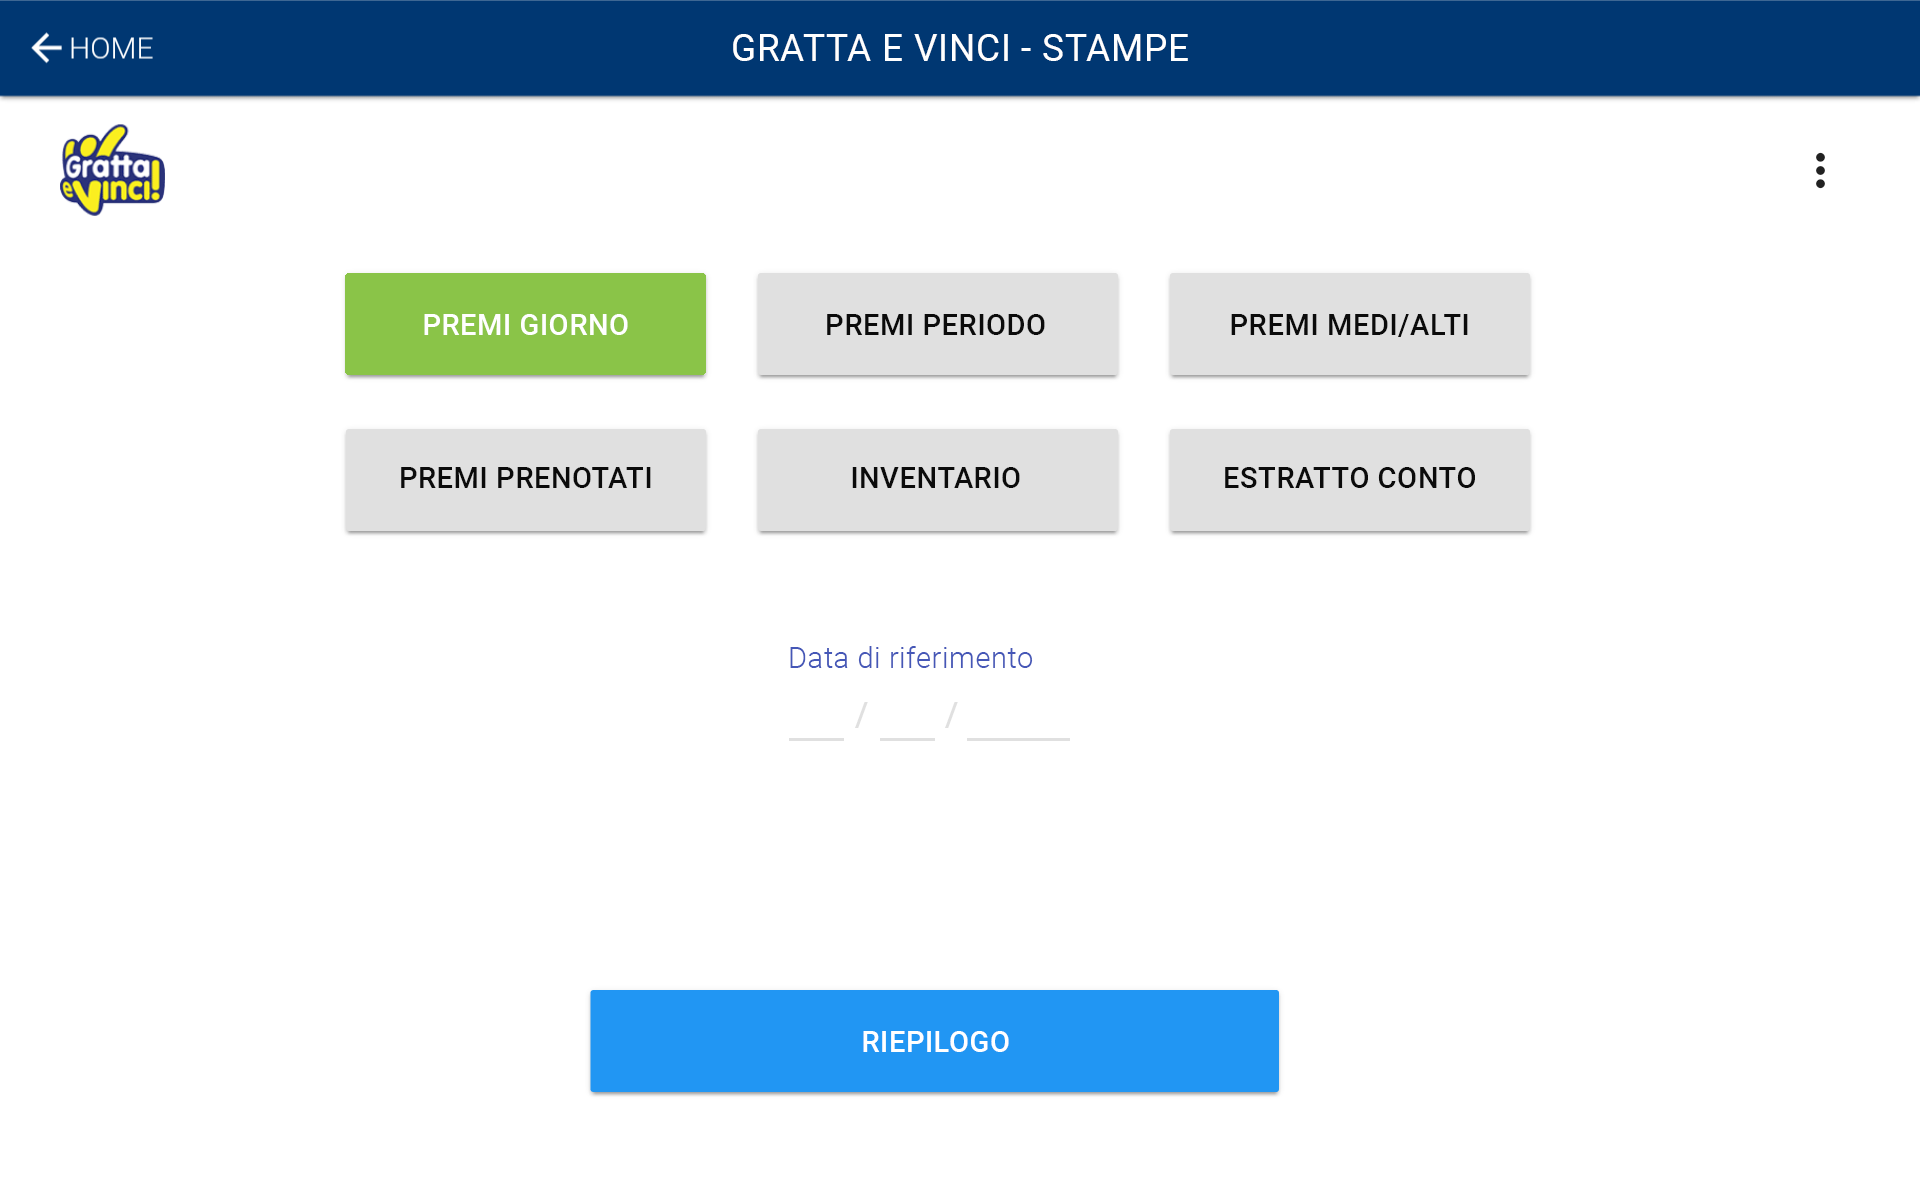 HOME
GRATTA E VINCI - STAMPE
Gratta
e Vinci!
PREMI GIORNO
PREMI PERIODO
PREMI MEDI/ALTI
PREMI PRENOTATI
INVENTARIO
ESTRATTO CONTO
Data di riferimento
/ /
RIEPILOGO